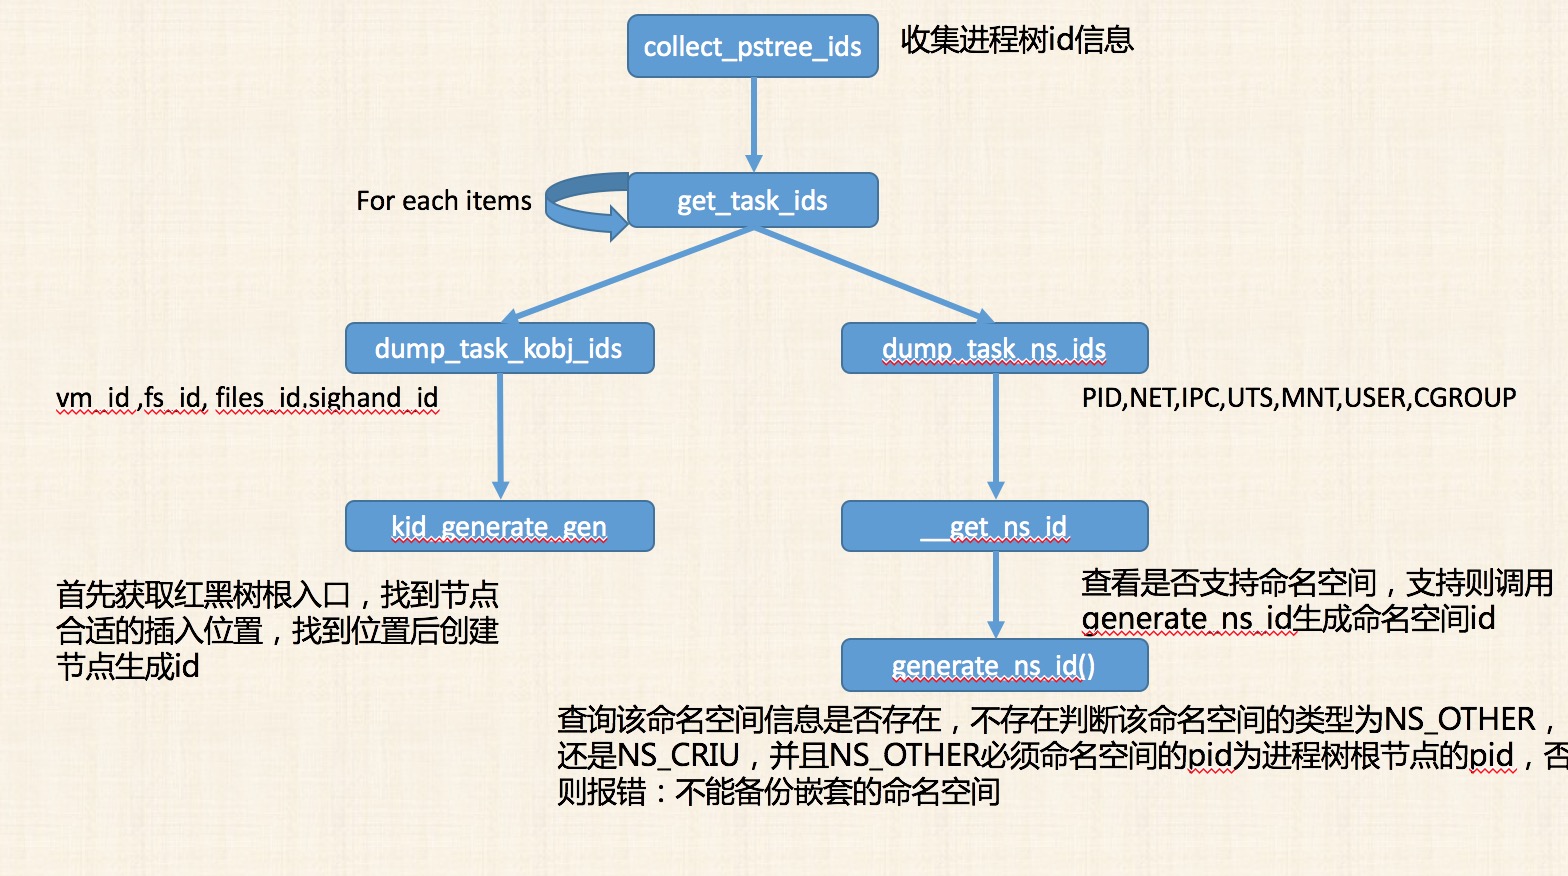 collect_pstree_ids
收集进程树id信息
For each items
get_task_ids
dump_task_kobj_ids
dump_task_ns_ids
vm_id ,fs_id, files_id.sighand_id
PID,NET,IPC,UTS,MNT,USER,CGROUP
kid_generate_gen
__get_ns_id
首先获取红黑树根入口，找到节点
合适的插入位置，找到位置后创建
节点生成id
查看是否支持命名空间，支持则调用
generate_ns_id生成命名空间id
generate_ns_id()
查询该命名空间信息是否存在，不存在判断该命名空间的类型为NS_OTHER，
还是NS_CRIU，并且NS_OTHER必须命名空间的pid为进程树根节点的pid，否
则报错：不能备份嵌套的命名空间